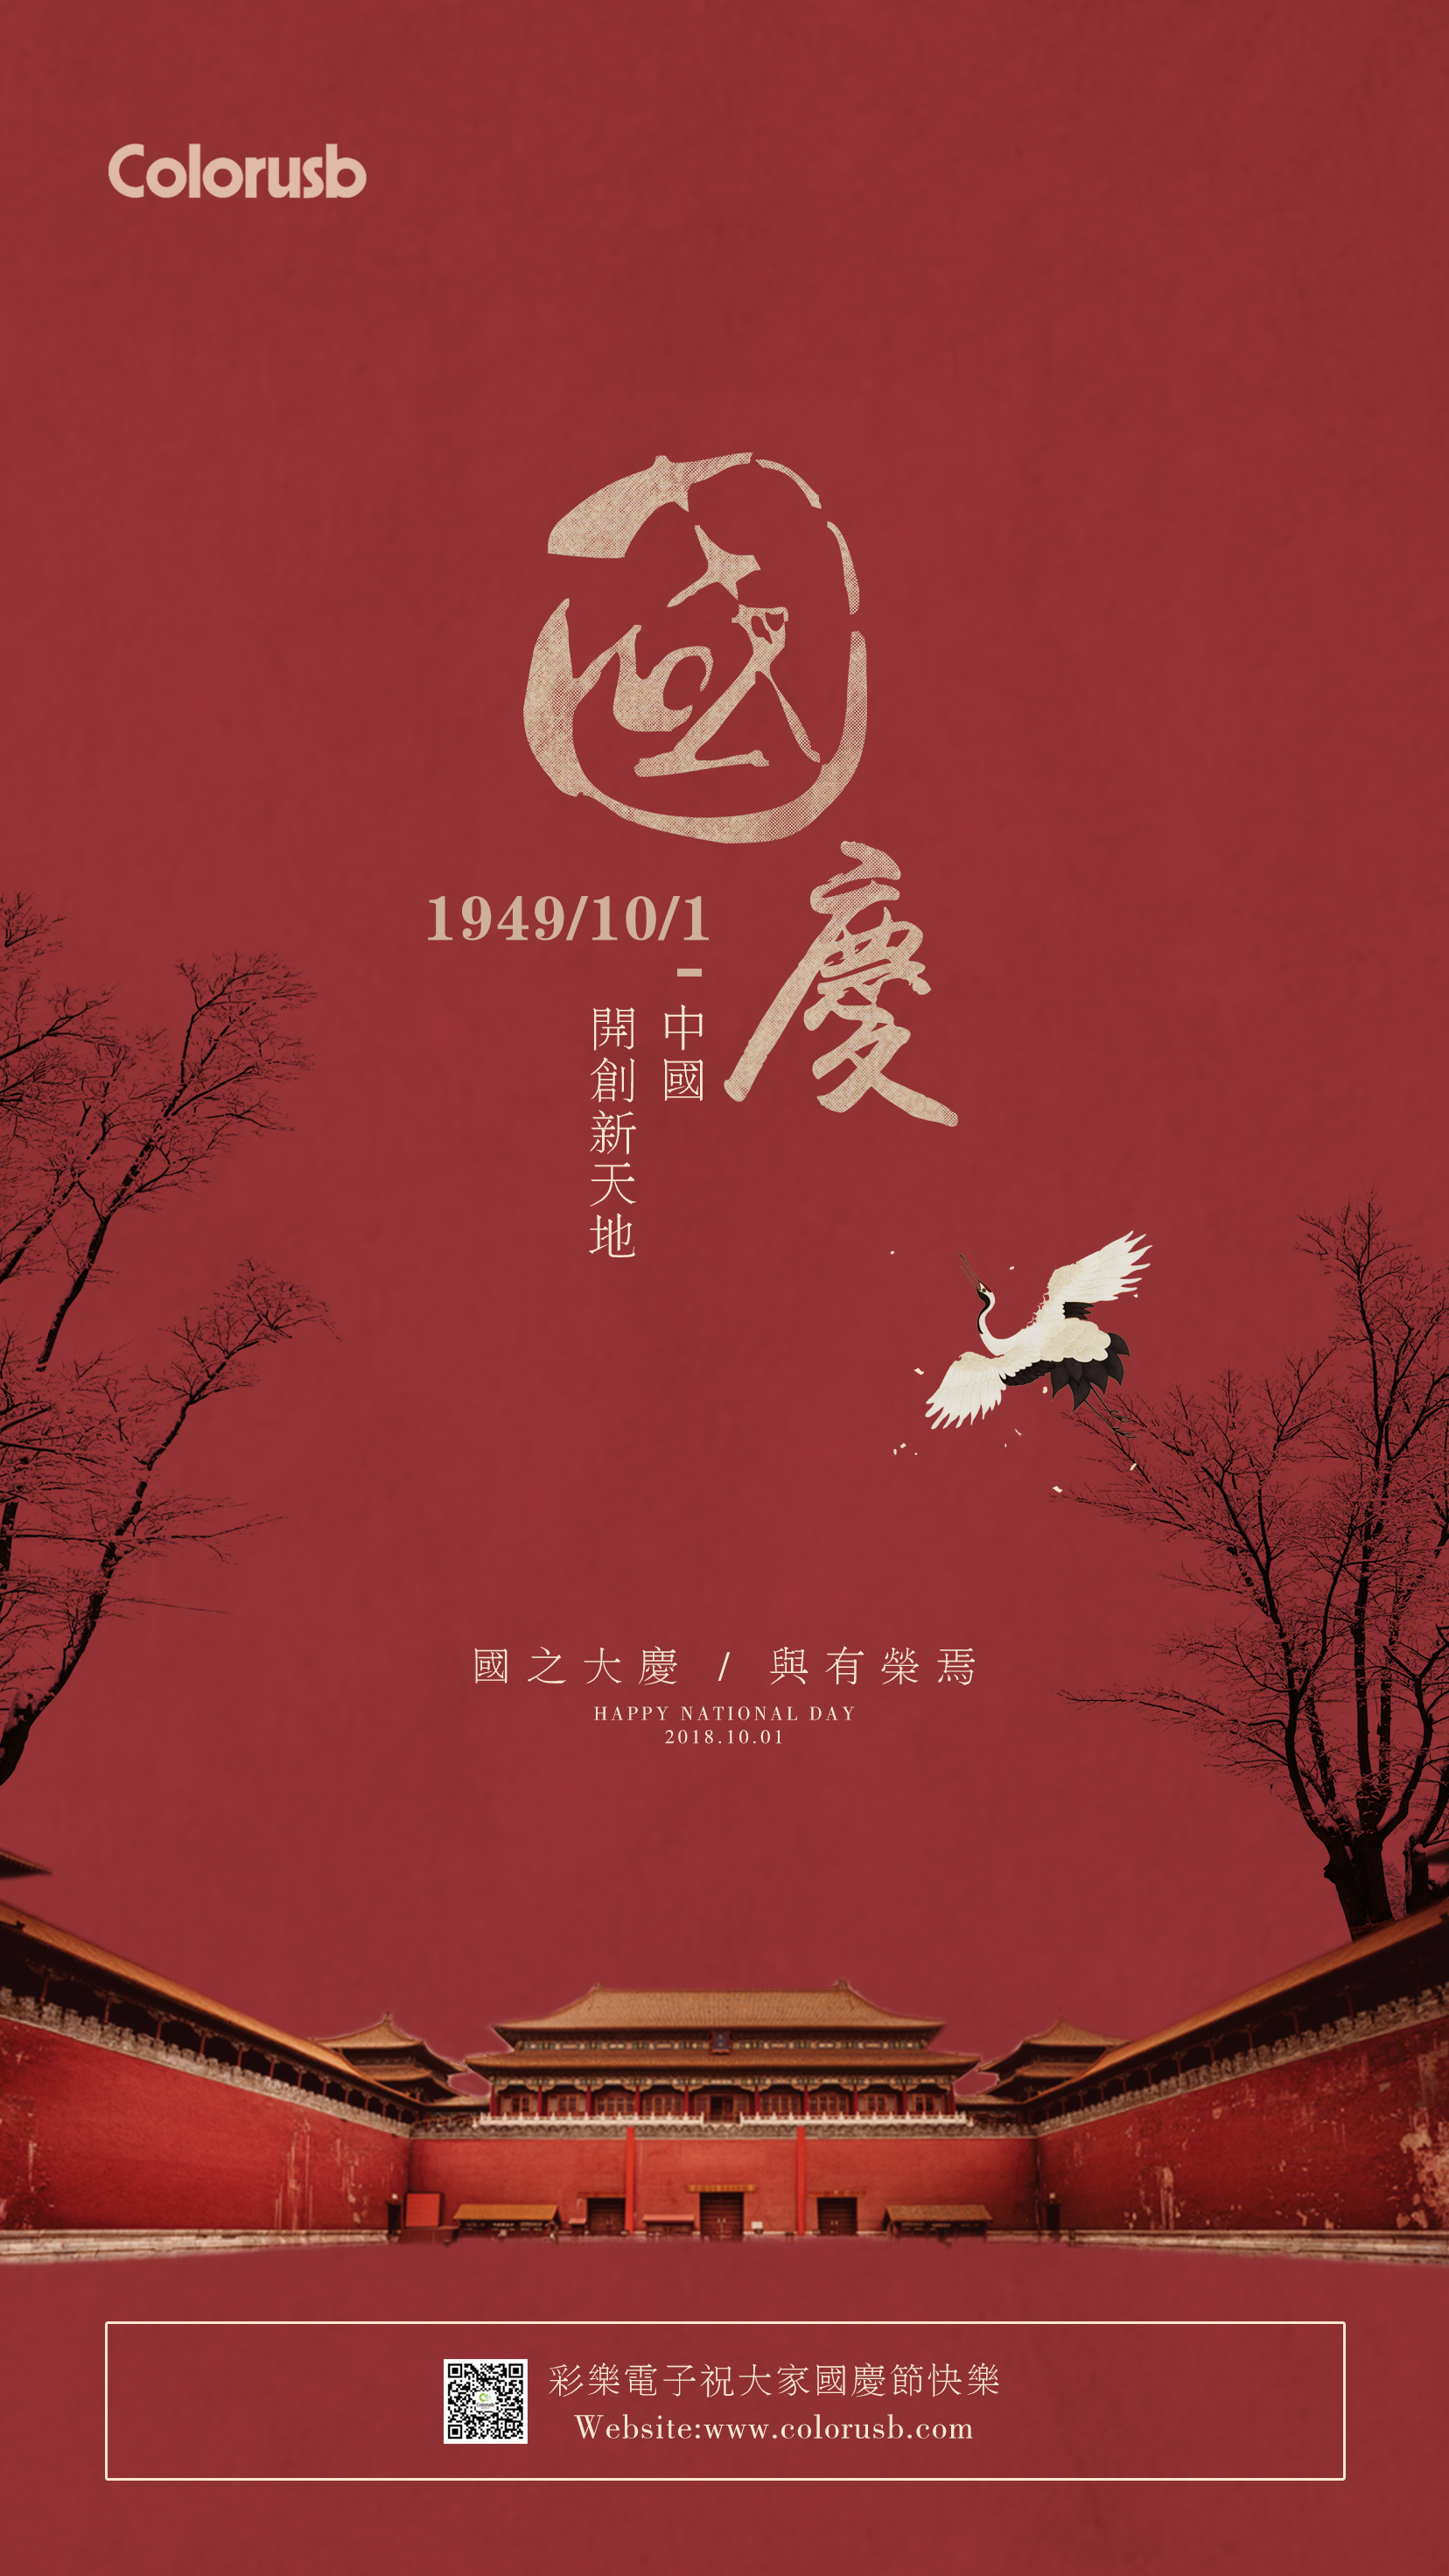 Colorusb
國慶
1949/10/1
中國
開創新天地
國之大慶 / 與有榮焉
HAPPY NATIONAL DAY
2018.10.01
彩樂電子祝大家國慶節快樂
Website:www.colorusb.com